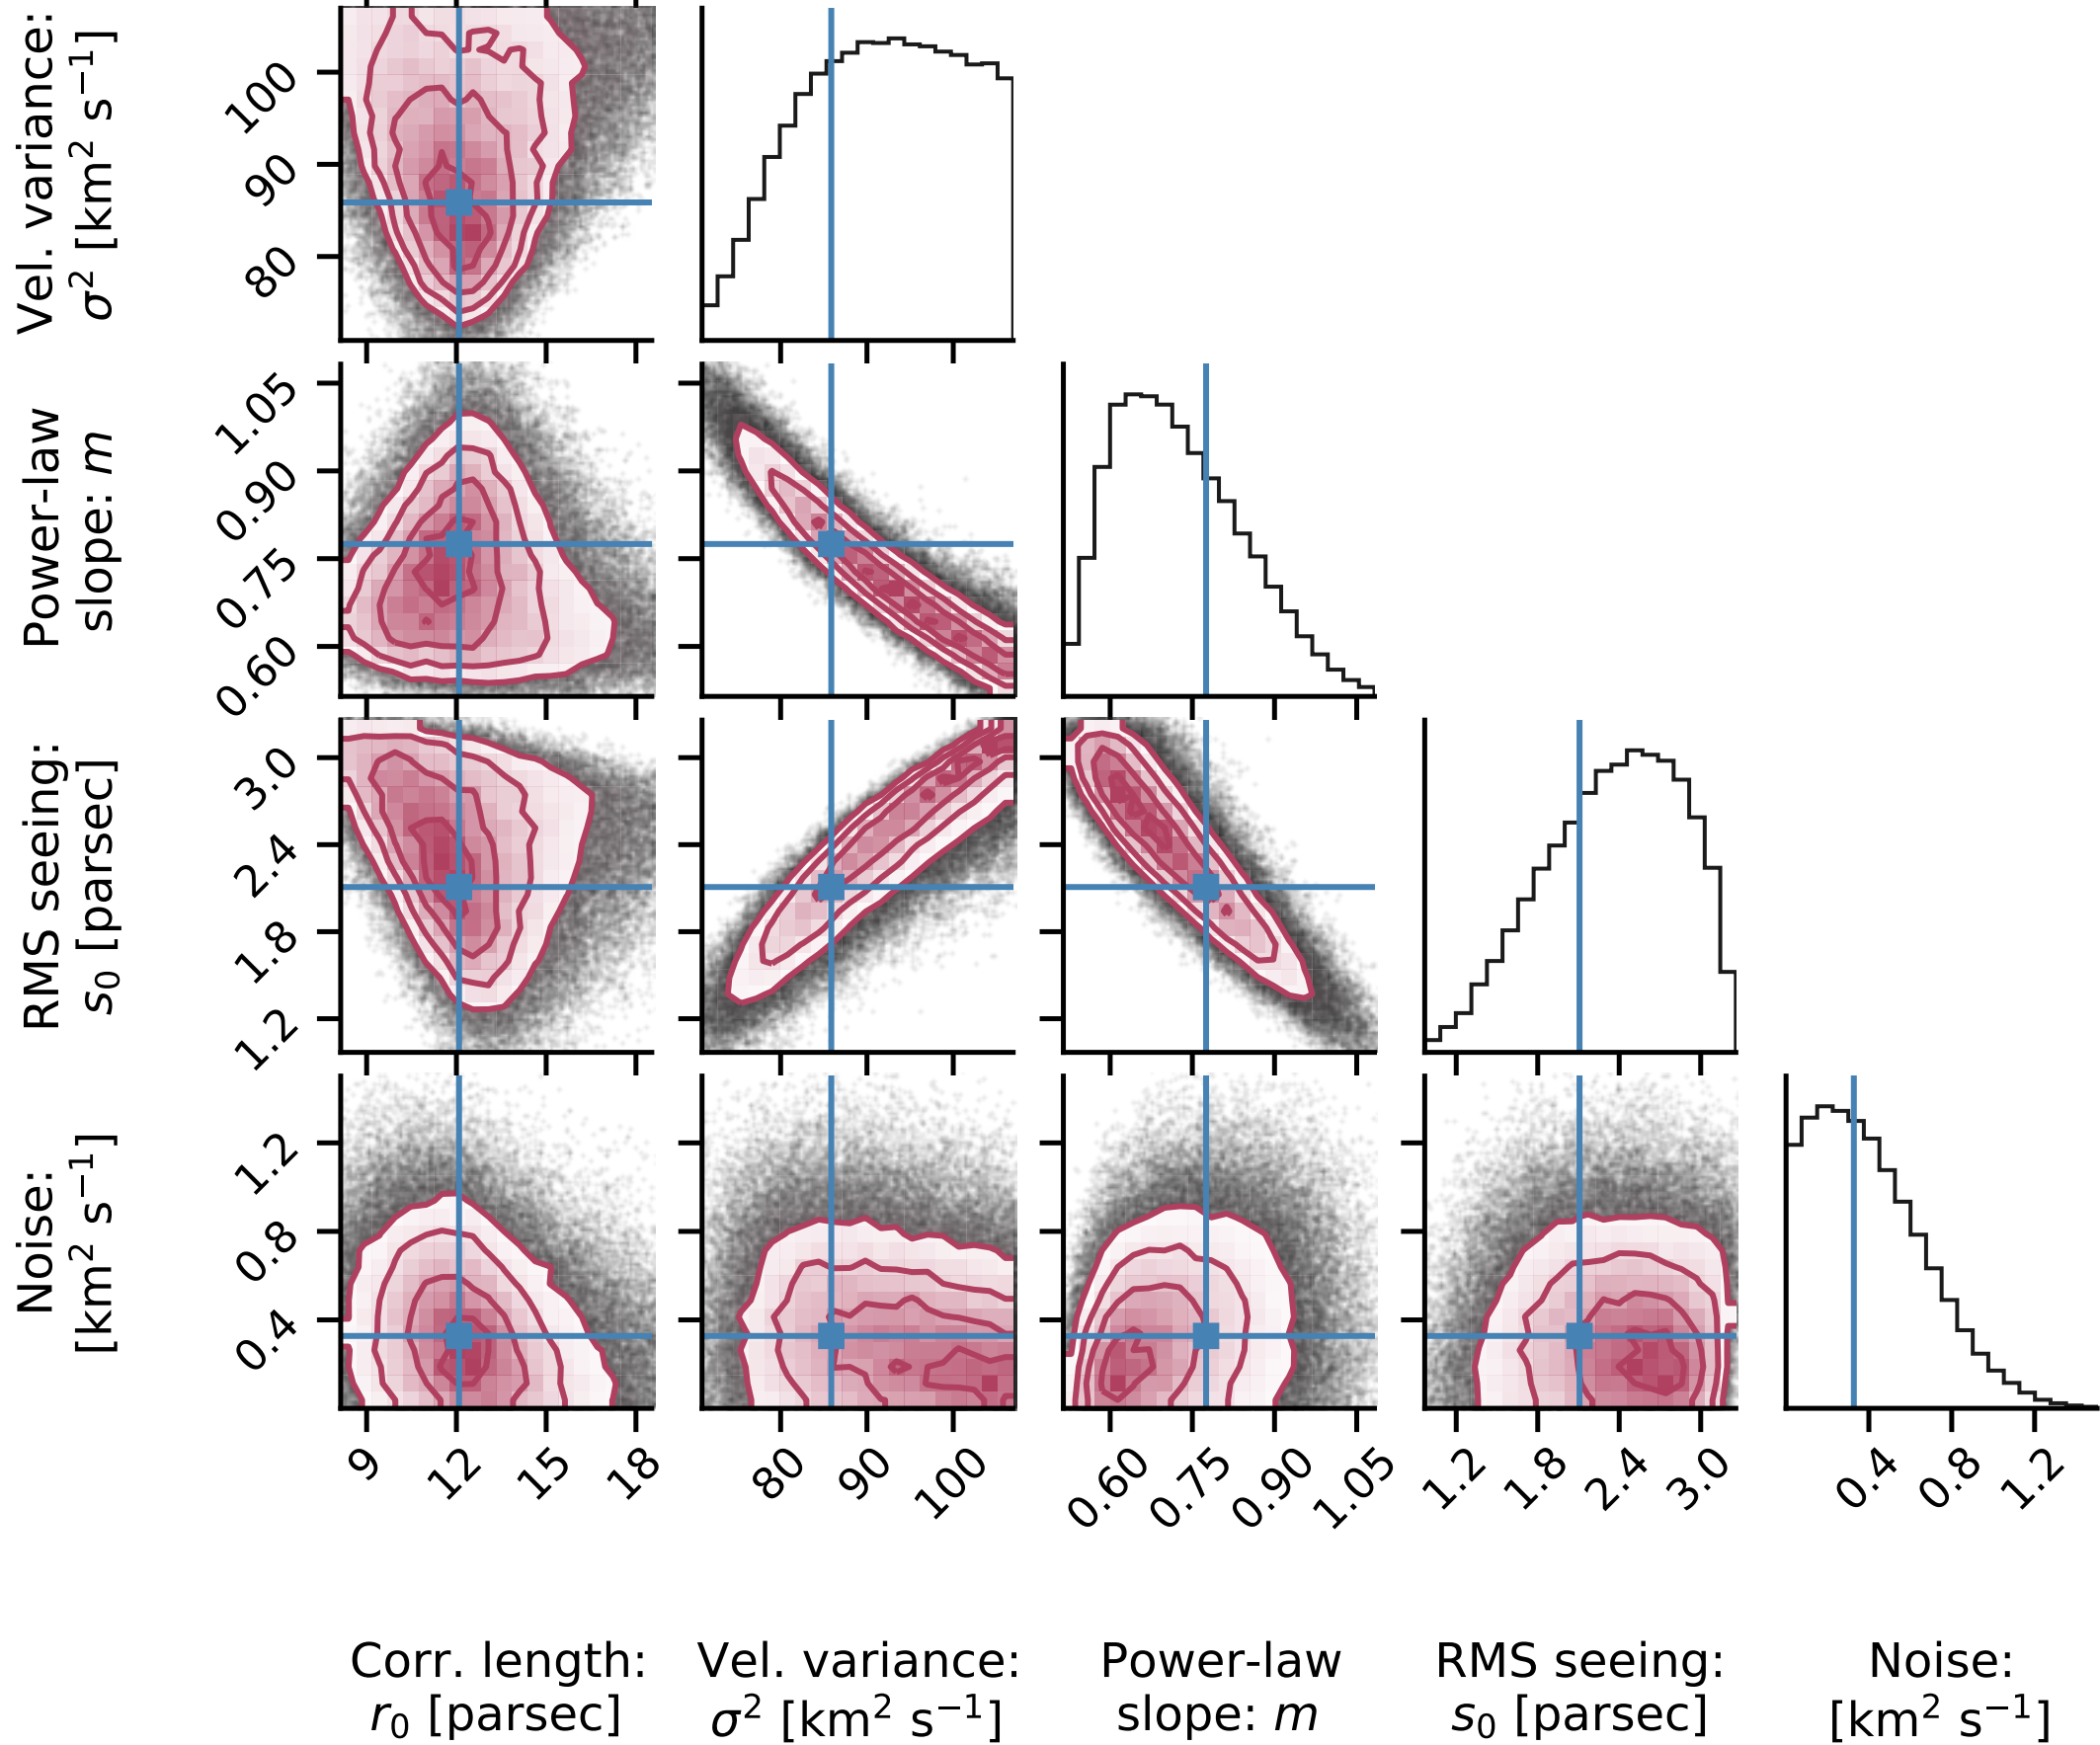 Vel. variance:
σ² [km² s⁻¹]
100
90
80
Power-law
slope: m
1.05
0.90
0.75
0.60
RMS seeing:
s₀ [parsec]
3.0
2.4
1.8
1.2
Noise:
[km² s⁻¹]
1.2
0.8
0.4
9 12 15 18 80 90 100 0.60 0.75 0.90 1.05 1.2 1.8 2.4 3.0 0.4 0.8 1.2
Corr. length: Vel. variance: Power-law RMS seeing: Noise:
r₀ [parsec] σ² [km² s⁻¹] slope: m s₀ [parsec] [km² s⁻¹]